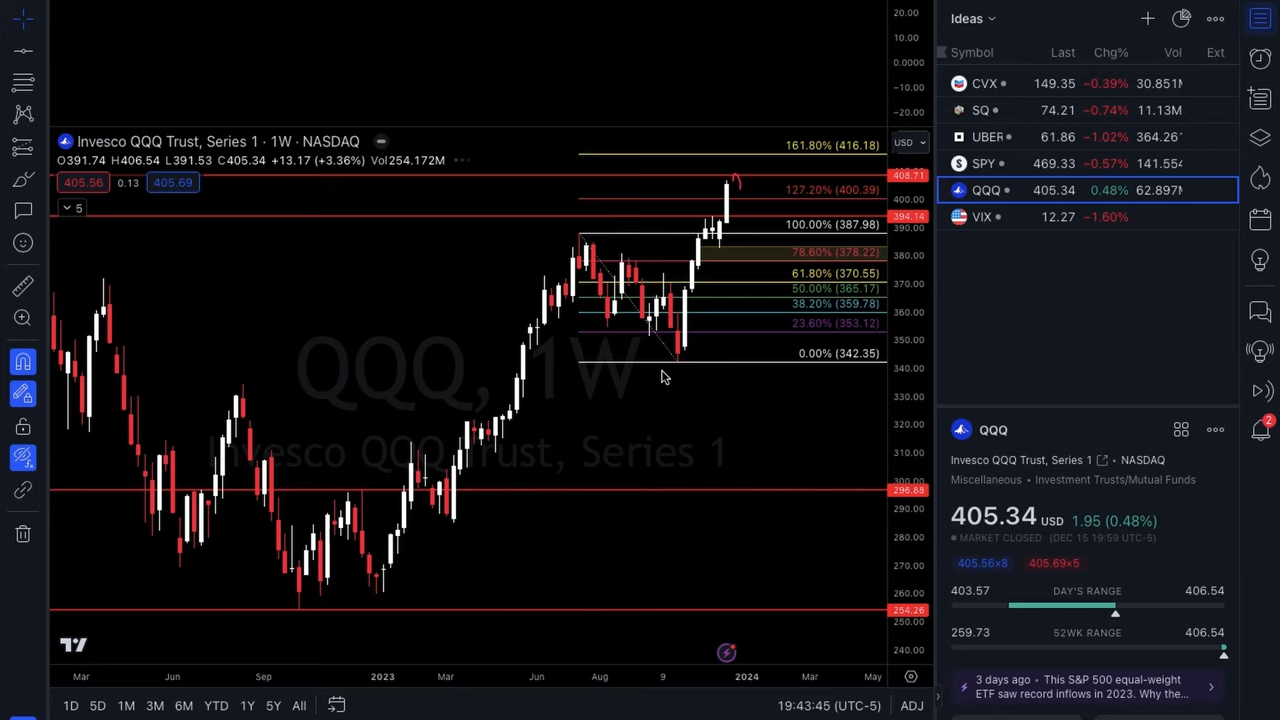 20.00
10.00
0.0000
−10.00
−20.00
Invesco QQQ Trust, Series 1 · 1W · NASDAQ
USD
O391.74 H406.54 L391.53 C405.34 +13.17 (+3.36%) Vol254.172M
405.56 0.13 405.69
5
161.80% (416.18)
408.71
127.20% (400.39)
400.00
394.14
100.00% (387.98)
390.00
78.60% (378.22)
380.00
61.80% (370.55)
370.00
50.00% (365.17)
38.20% (359.78)
360.00
23.60% (353.12)
350.00
0.00% (342.35)
340.00
330.00
320.00
310.00
300.00
296.88
290.00
280.00
270.00
260.00
254.26
250.00
240.00
QQQ, 1W
Invesco QQQ Trust, Series 1
Mar Jun Sep 2023 Mar Jun Aug 9 2024 Mar May
1D 5D 1M 3M 6M YTD 1Y 5Y All 19:43:45 (UTC-5) ADJ
Ideas
Symbol Last Chg% Vol Ext
CVX 149.35 −0.39% 30.851M
SQ 74.21 −0.74% 11.13M
UBER 61.86 −1.02% 364.26
SPY 469.33 −0.57% 141.554
QQQ 405.34 0.48% 62.897M
VIX 12.27 −1.60%
QQQ
Invesco QQQ Trust, Series 1 • NASDAQ
Miscellaneous • Investment Trusts/Mutual Funds
405.34 USD 1.95 (0.48%)
MARKET CLOSED (DEC 15 19:59 UTC-5)
405.56×8 405.69×5
403.57 DAY'S RANGE 406.54
259.73 52WK RANGE 406.54
3 days ago • This S&P 500 equal-weight
ETF saw record inflows in 2023. Why the...
2